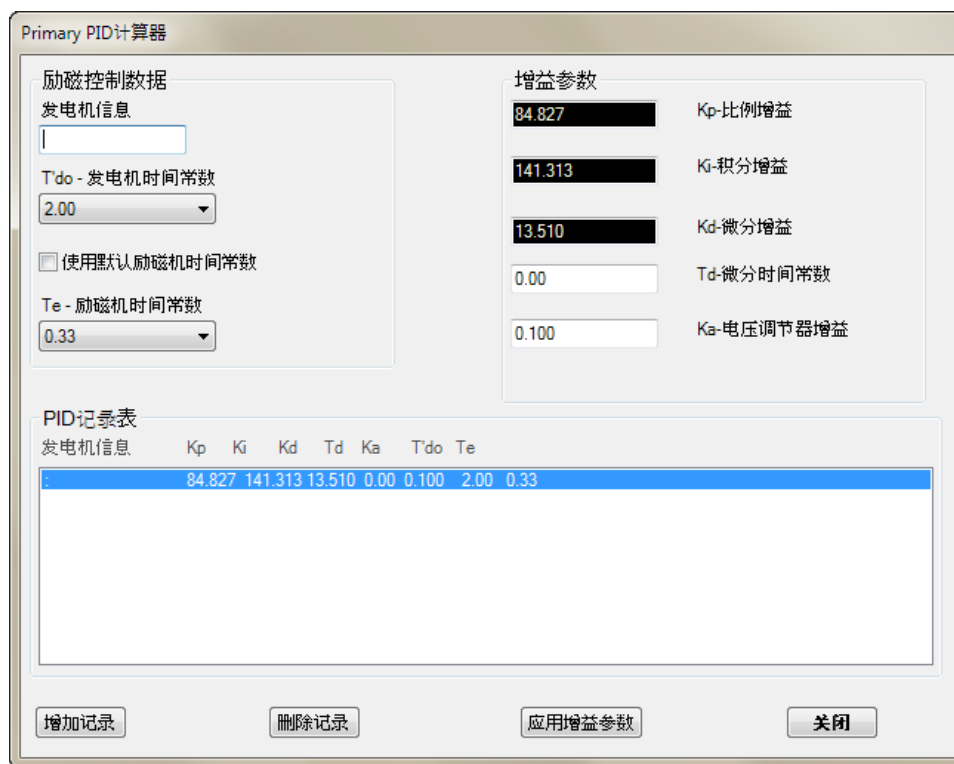 Primary PID计算器
励磁控制数据
发电机信息
T'do - 发电机时间常数
2.00
使用默认励磁机时间常数
Te - 励磁机时间常数
0.33
增益参数
84.827 Kp-比例增益
141.313 Ki-积分增益
13.510 Kd-微分增益
0.00 Td-微分时间常数
0.100 Ka-电压调节器增益
PID记录表
发电机信息 Kp Ki Kd Td Ka T'do Te
: 84.827 141.313 13.510 0.00 0.100 2.00 0.33
增加记录 删除记录 应用增益参数 关闭